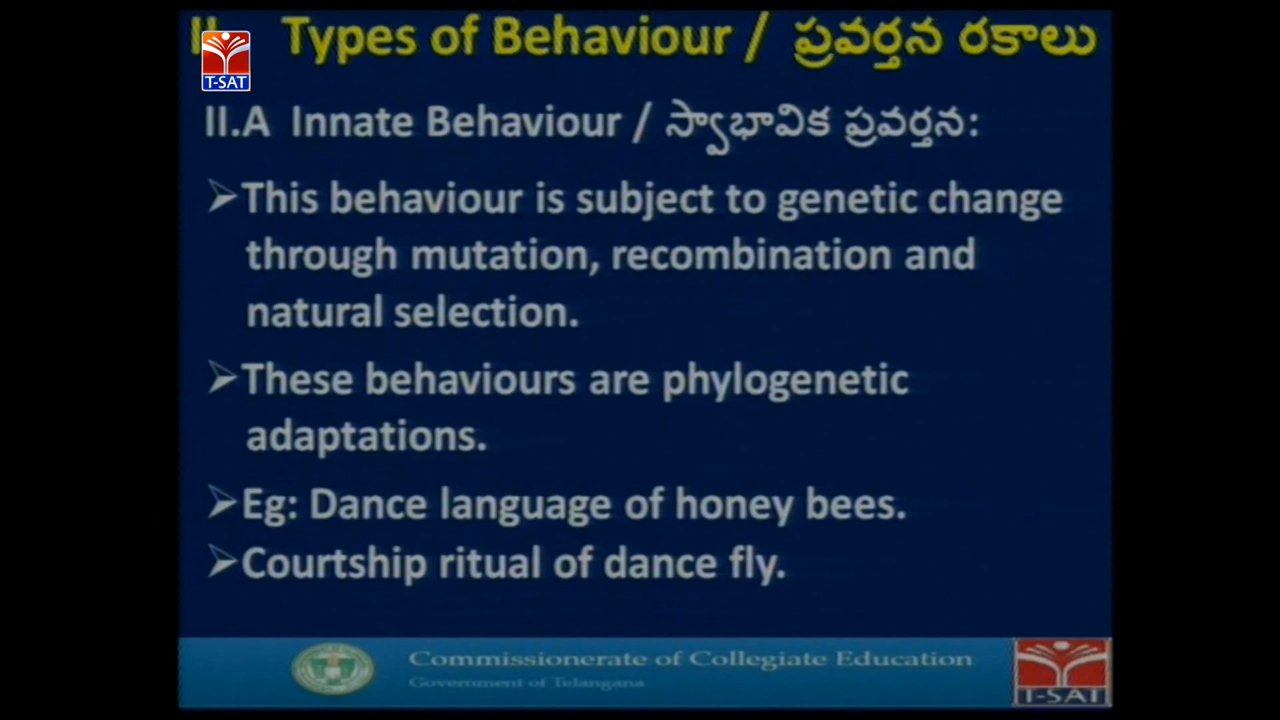 II. Types of Behaviour / ప్రవర్తన రకాలు
T-SAT
II.A Innate Behaviour / స్వాభావిక ప్రవర్తన:
➢This behaviour is subject to genetic change
through mutation, recombination and
natural selection.
➢These behaviours are phylogenetic
adaptations.
➢Eg: Dance language of honey bees.
➢Courtship ritual of dance fly.
Commissionerate of Collegiate Education
Government of Telangana
T-SAT